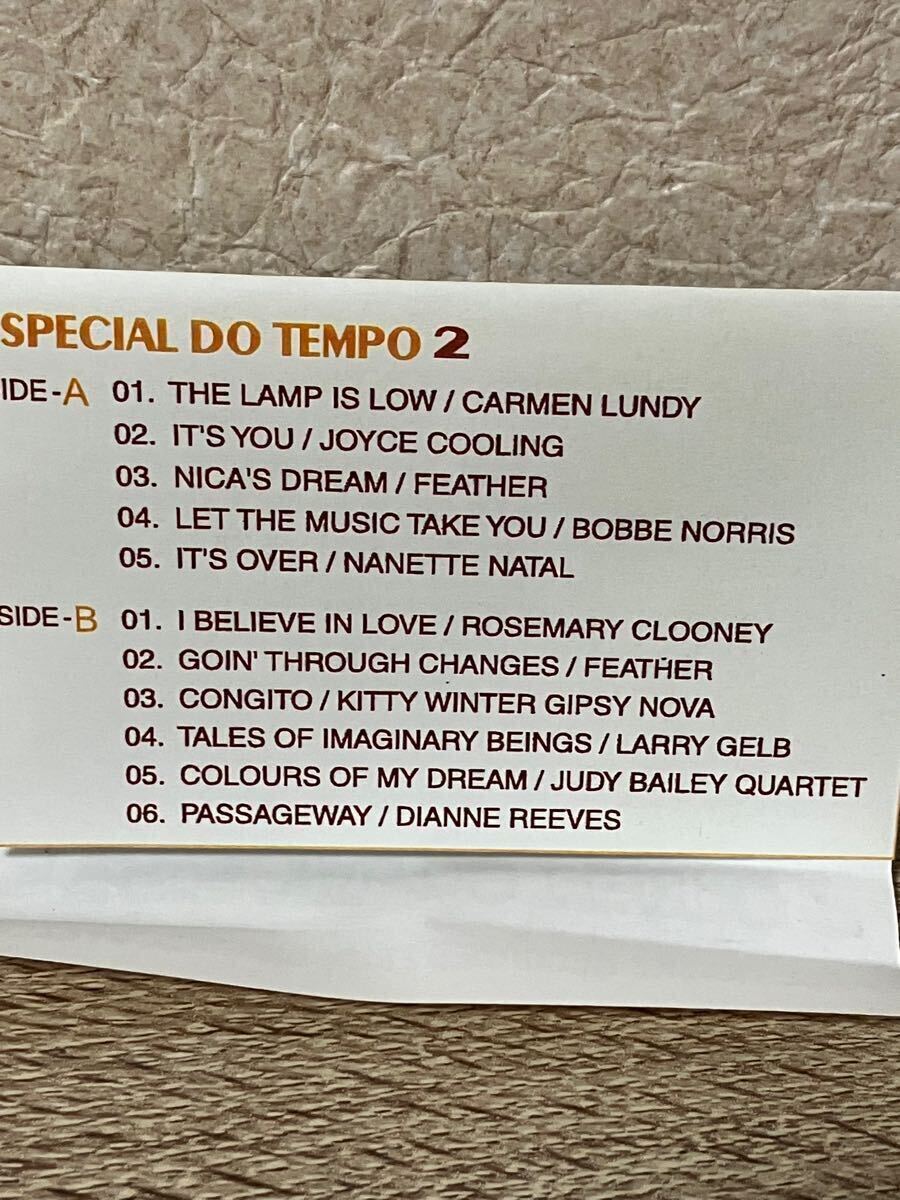 SPECIAL DO TEMPO 2
IDE-A 01. THE LAMP IS LOW / CARMEN LUNDY
02. IT'S YOU / JOYCE COOLING
03. NICA'S DREAM / FEATHER
04. LET THE MUSIC TAKE YOU / BOBBE NORRIS
05. IT'S OVER / NANETTE NATAL
SIDE-B 01. I BELIEVE IN LOVE / ROSEMARY CLOONEY
02. GOIN' THROUGH CHANGES / FEATHER
03. CONGITO / KITTY WINTER GIPSY NOVA
04. TALES OF IMAGINARY BEINGS / LARRY GELB
05. COLOURS OF MY DREAM / JUDY BAILEY QUARTET
06. PASSAGEWAY / DIANNE REEVES